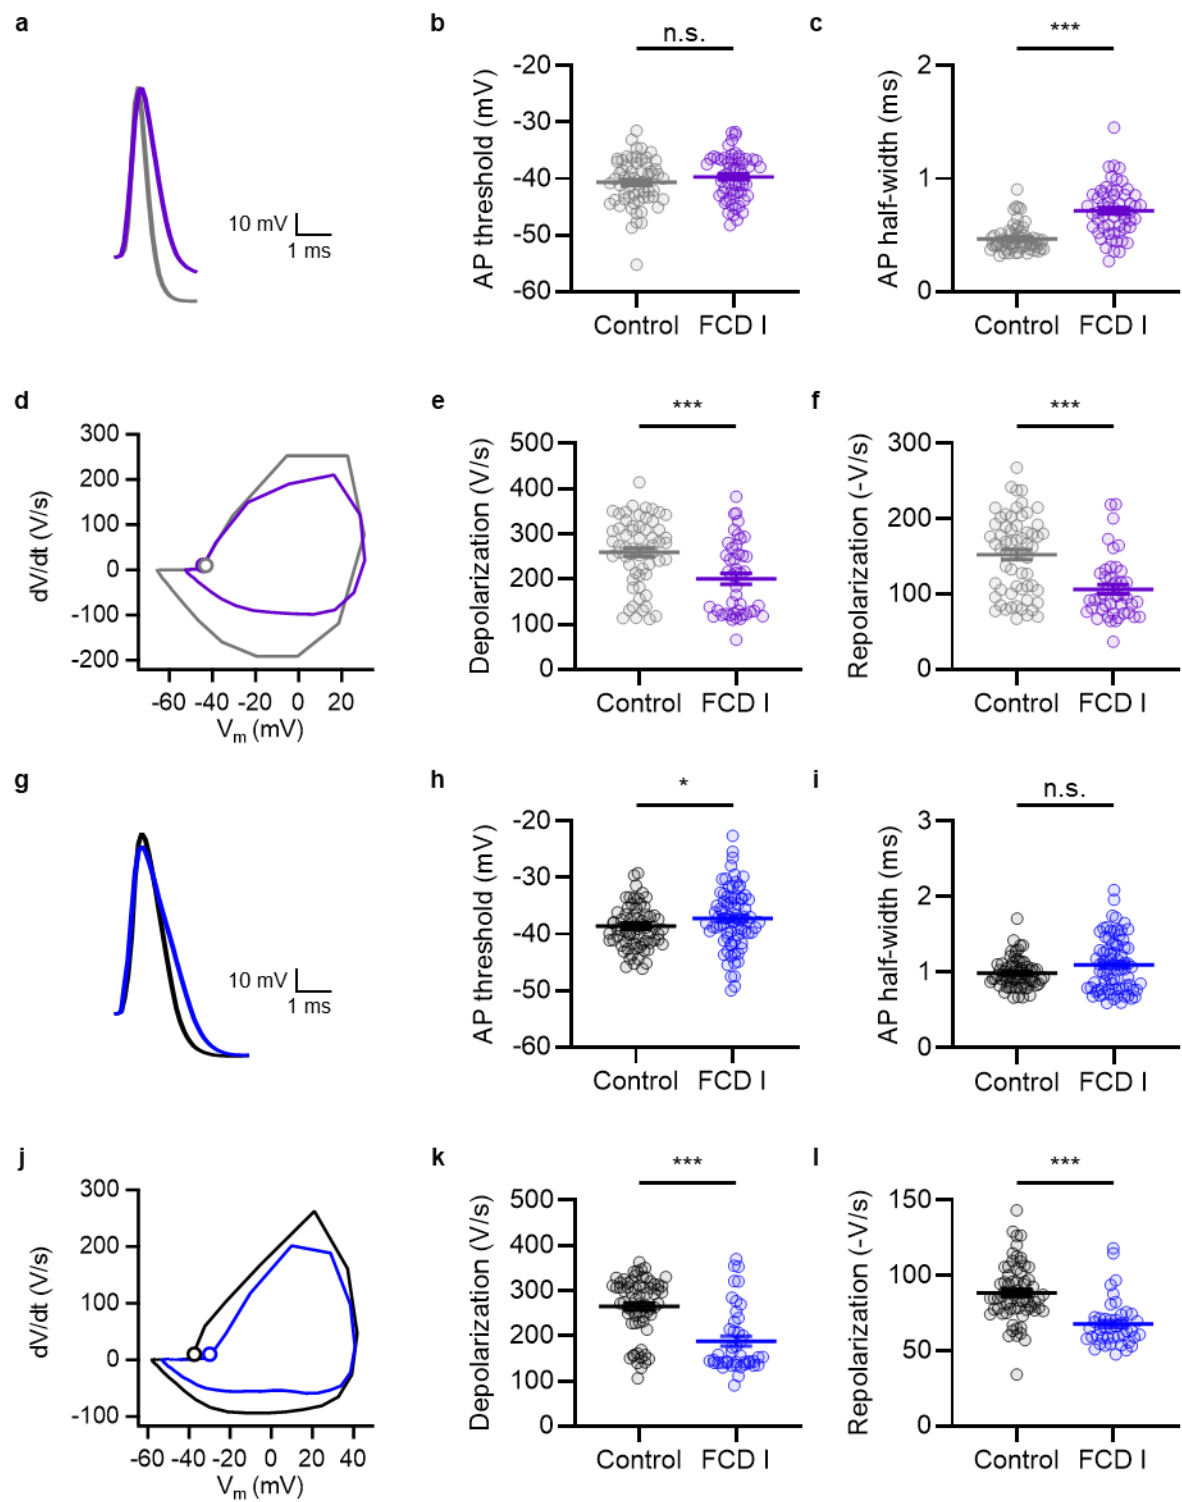 a
10 mV
1 ms
b
n.s.
AP threshold (mV)
-20
-30
-40
-50
-60
Control FCD I
c
***
AP half-width (ms)
2
1
0
Control FCD I
d
dV/dt (V/s)
300
200
100
0
-100
-200
-60 -40 -20 0 20
Vm (mV)
e
***
Depolarization (V/s)
500
400
300
200
100
0
Control FCD I
f
***
Repolarization (-V/s)
300
200
100
0
Control FCD I
g
10 mV
1 ms
h
*
AP threshold (mV)
-20
-30
-40
-50
-60
Control FCD I
i
n.s.
AP half-width (ms)
3
2
1
0
Control FCD I
j
dV/dt (V/s)
300
200
100
0
-100
-60 -40 -20 0 20 40
Vm (mV)
k
***
Depolarization (V/s)
500
400
300
200
100
0
Control FCD I
l
***
Repolarization (-V/s)
150
100
50
0
Control FCD I